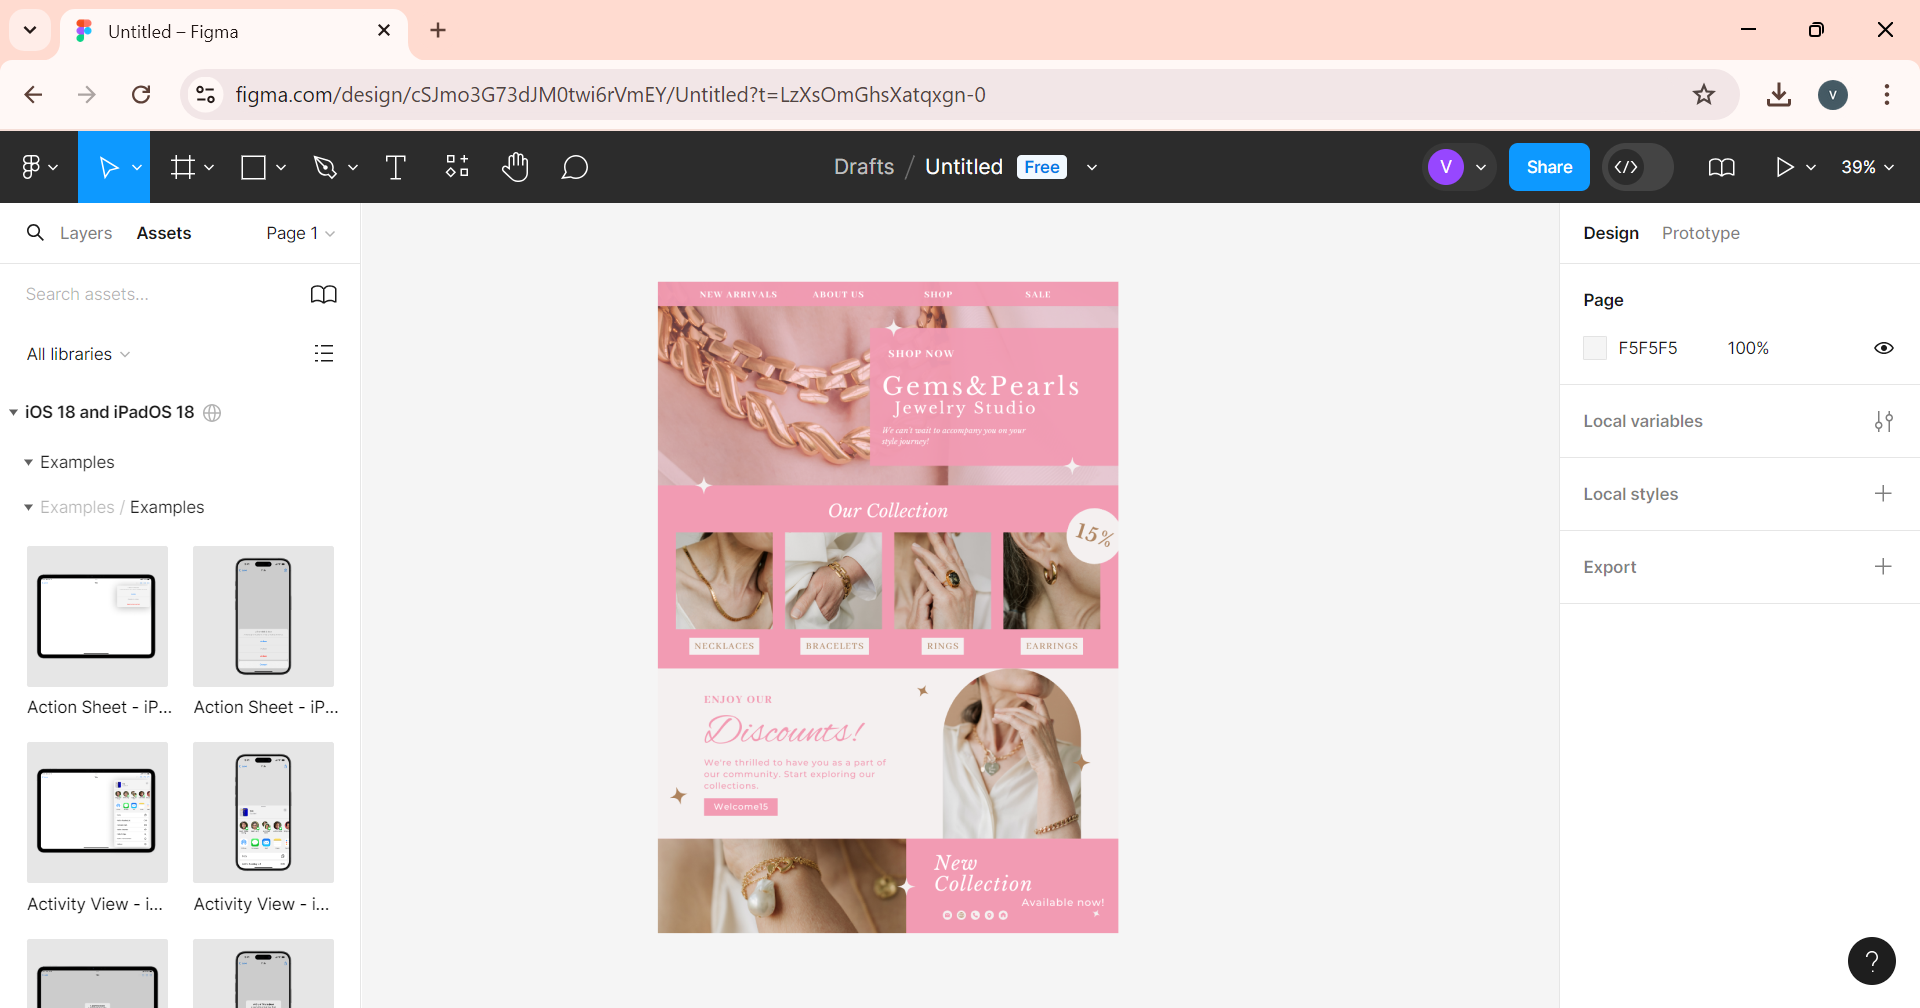 Untitled – Figma
figma.com/design/cSJmo3G73dJM0twi6rVmEY/Untitled?t=LzXsOmGhsXatqxgn-0
V
Drafts / Untitled Free
V
Share
39%
Layers
Assets
Page 1
Search assets...
All libraries
iOS 18 and iPadOS 18
Examples
Examples / Examples
Action Sheet - iP...
Action Sheet - iP...
Activity View - i...
Activity View - i...
NEW ARRIVALS
ABOUT US
SHOP
SALE
SHOP NOW
Gems&Pearls
Jewelry Studio
We can't wait to accompany you on your
style journey!
Our Collection
15%
NECKLACES
BRACELETS
RINGS
EARRINGS
ENJOY OUR
Discounts!
We're thrilled to have you as a part of
our community. Start exploring our
collections.
Welcome15
New
Collection
Available now!
Design
Prototype
Page
F5F5F5
100%
Local variables
Local styles
Export
?